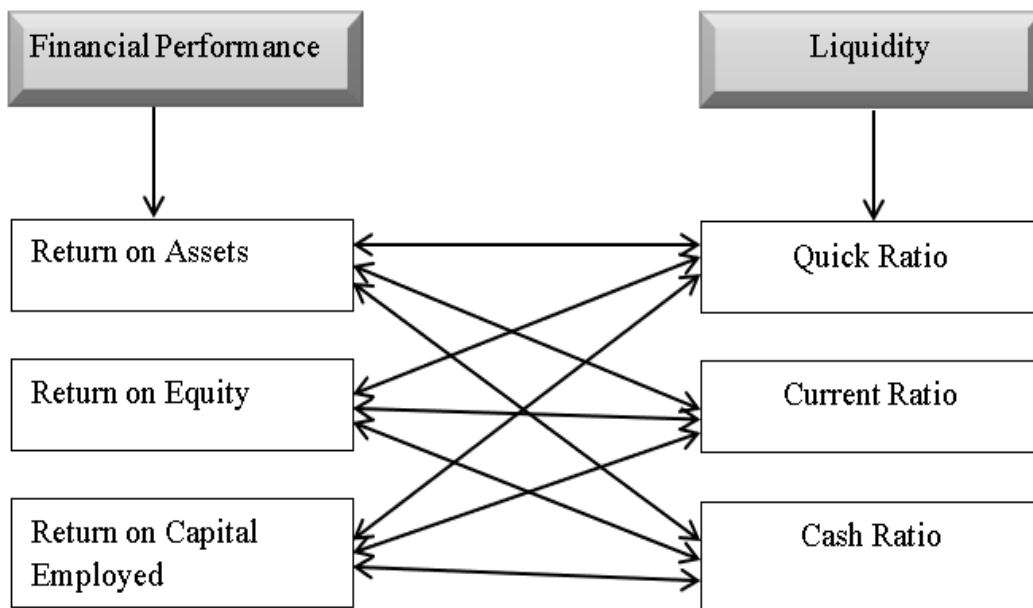 Financial Performance
Liquidity
Return on Assets
Quick Ratio
Return on Equity
Current Ratio
Return on Capital
Employed
Cash Ratio